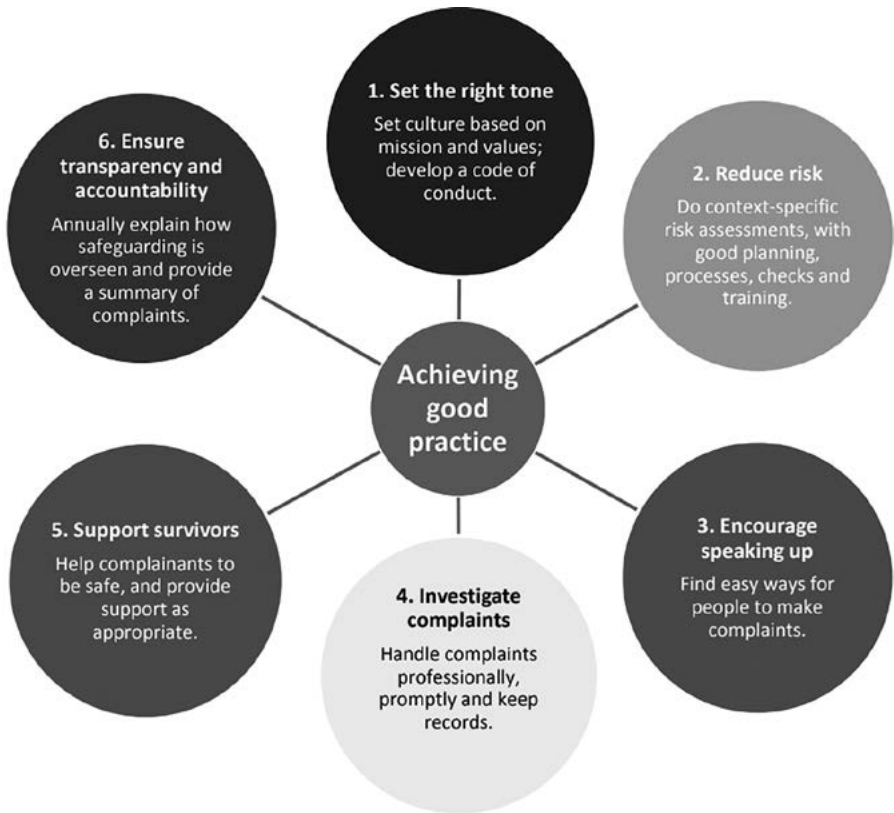 1. Set the right tone
Set culture based on
mission and values;
develop a code of
conduct.
2. Reduce risk
Do context-specific
risk assessments, with
good planning,
processes, checks and
training.
3. Encourage
speaking up
Find easy ways for
people to make
complaints.
4. Investigate
complaints
Handle complaints
professionally,
promptly and keep
records.
5. Support survivors
Help complainants to
be safe, and provide
support as
appropriate.
6. Ensure
transparency and
accountability
Annually explain how
safeguarding is
overseen and provide
a summary of
complaints.
Achieving
good
practice